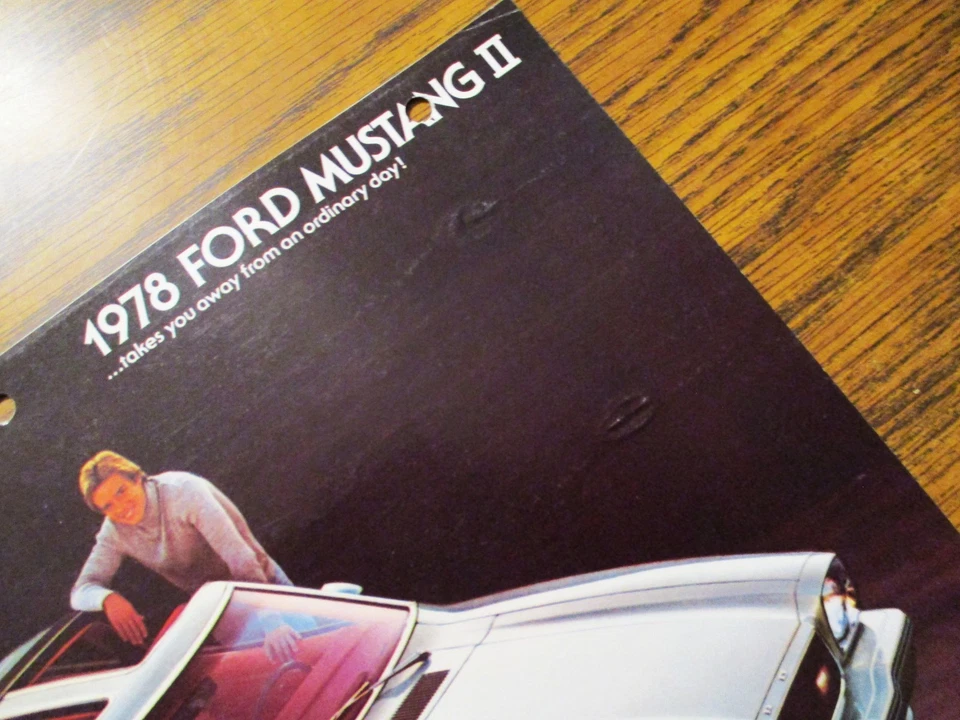 1978 FORD MUSTANG II
...takes you away from an ordinary day!